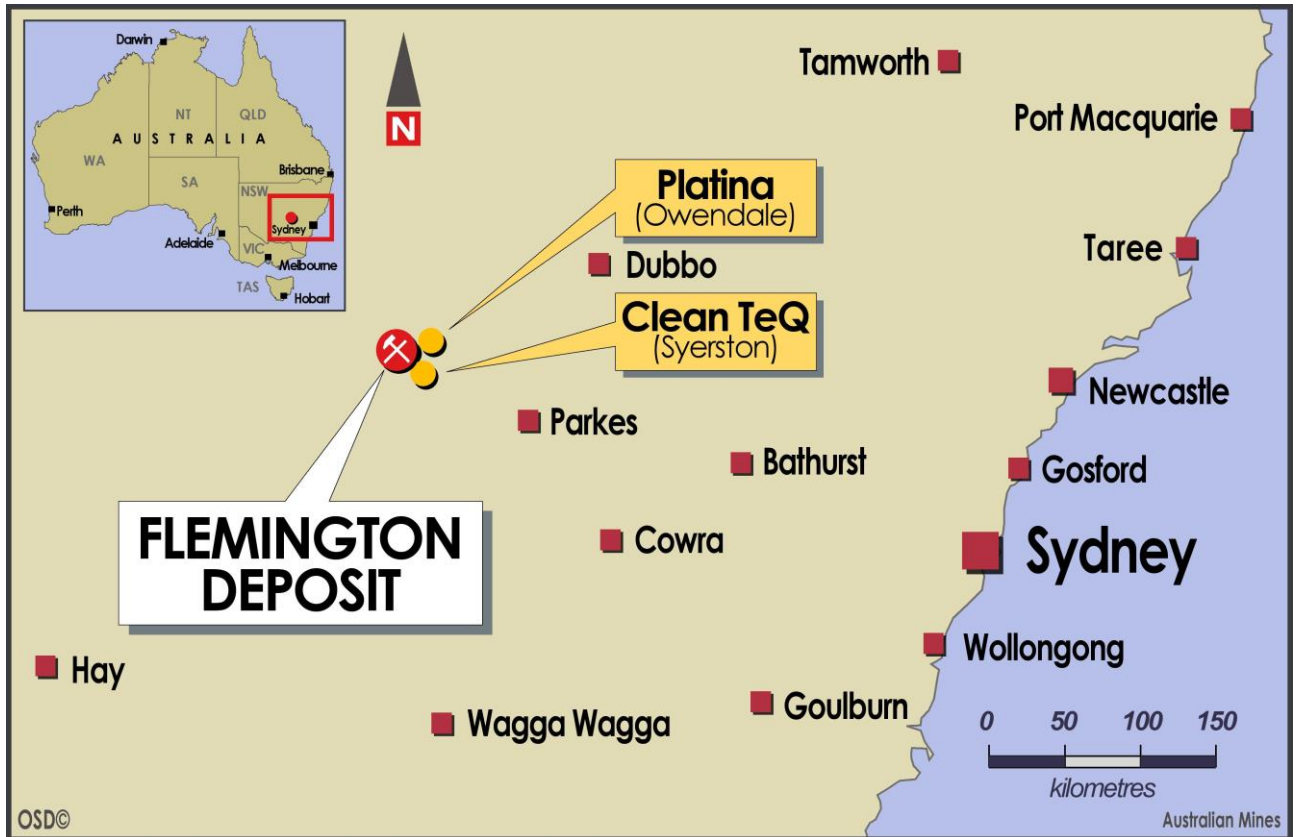 Darwin
NT
QLD
AUSTRALIA
WA
Brisbane
SA
NSW
Perth
Sydney
Adelaide
VIC
Melbourne
TAS
Hobart
N
Tamworth
Port Macquarie
Platina
(Owendale)
Taree
Dubbo
Clean TeQ
(Syerston)
Newcastle
Parkes
Bathurst
Gosford
FLEMINGTON
DEPOSIT
Cowra
Sydney
Wollongong
Hay
Goulburn
Wagga Wagga
0 50 100 150
kilometres
OSD©
Australian Mines